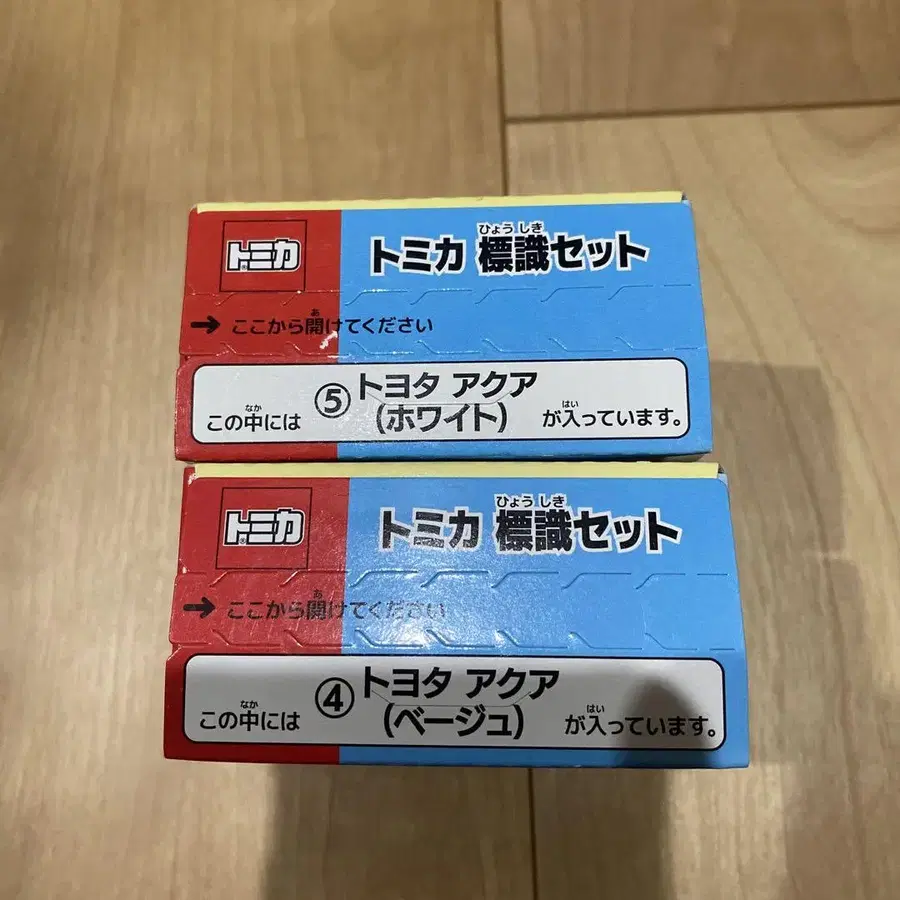 トミカ
®
ひょう しき
トミカ 標識セット
あ
→ ここから開けてください
なか
この中には
⑤ トヨタ アクア
(ホワイト)
はい
が入っています。
トミカ
®
ひょう しき
トミカ 標識セット
あ
→ ここから開けてください
なか
この中には
④ トヨタ アクア
(ベージュ)
はい
が入っています。